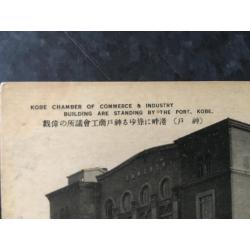 KOBE CHAMBER OF COMMERCE & INDUSTRY
BUILDING ARE STANDING BY THE PORT, KOBE.
觀偉の所議會工商戸神る ゆ聳に畔港 (戸 神)